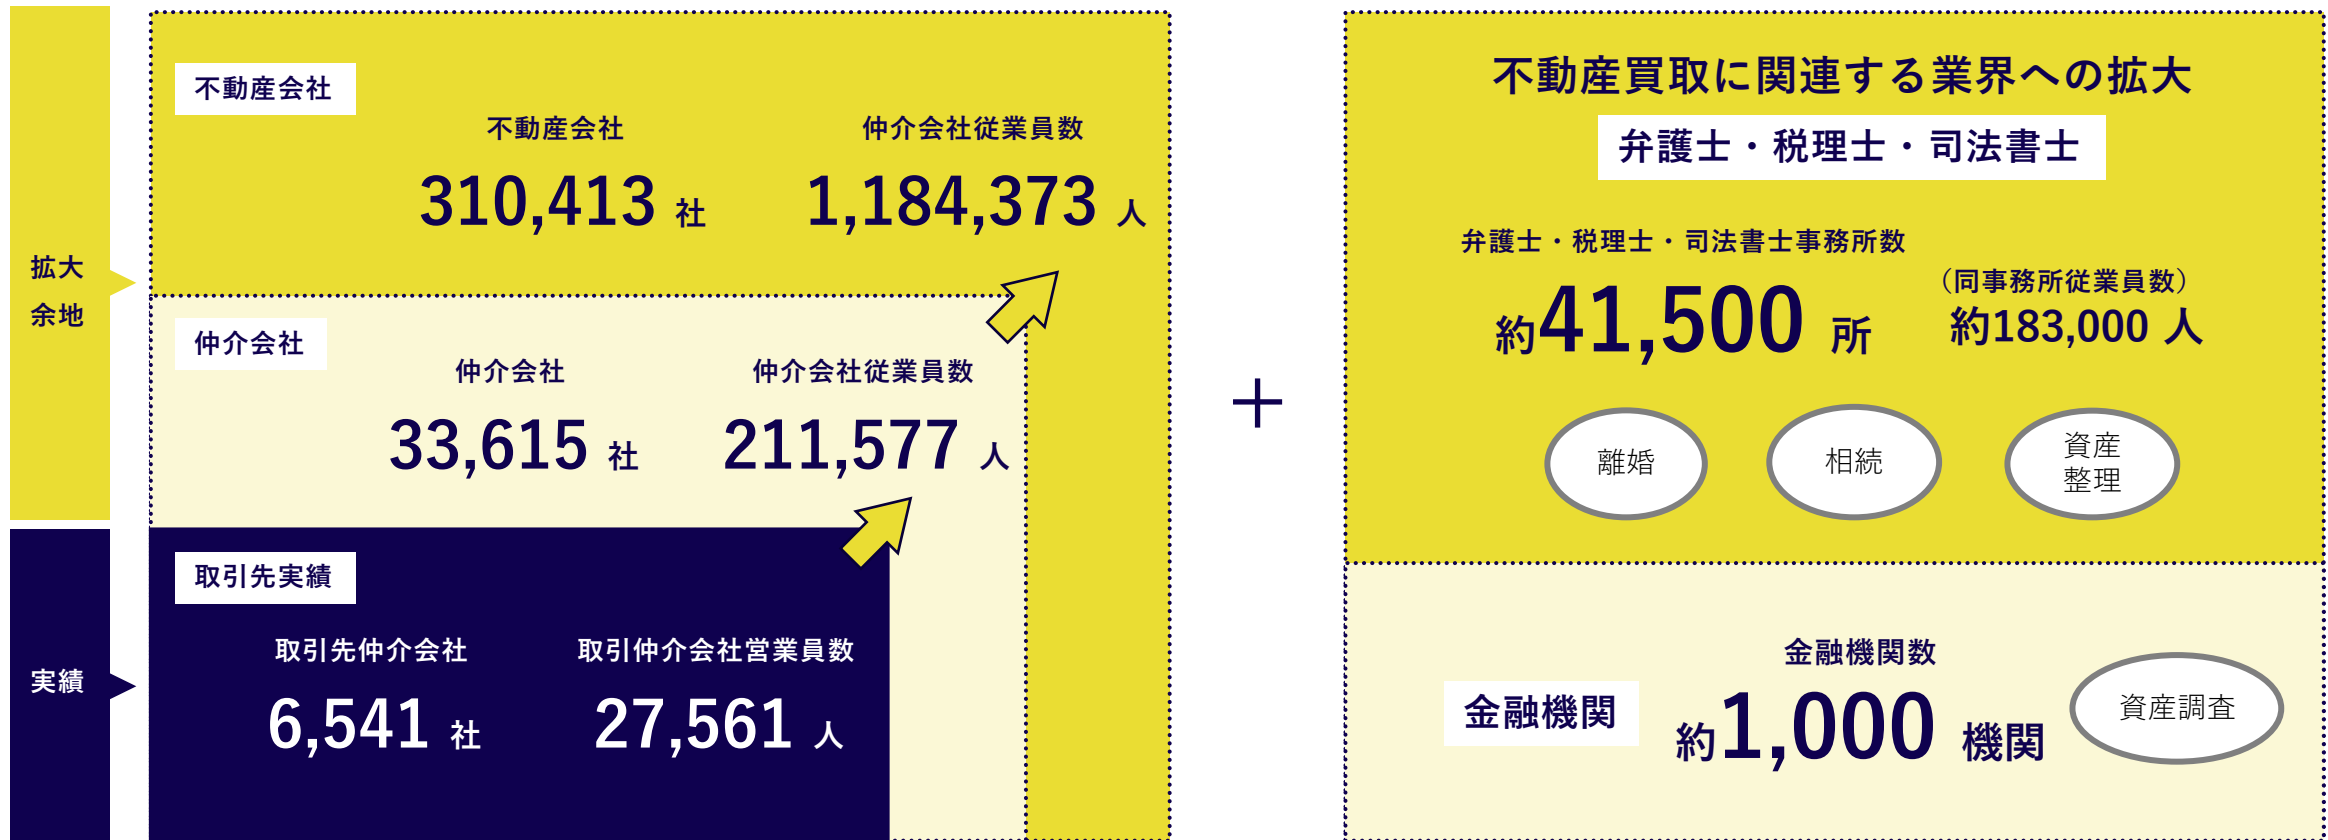 拡大
余地
実績
不動産会社
不動産会社
仲介会社従業員数
310,413 社
1,184,373 人
仲介会社
仲介会社
仲介会社従業員数
33,615 社
211,577 人
取引先実績
取引先仲介会社
取引仲介会社営業員数
6,541 社
27,561 人
+
不動産買取に関連する業界への拡大
弁護士・税理士・司法書士
弁護士・税理士・司法書士事務所数
約41,500 所
（同事務所従業員数）
約183,000 人
離婚
相続
資産
整理
金融機関
金融機関数
約1,000 機関
資産調査